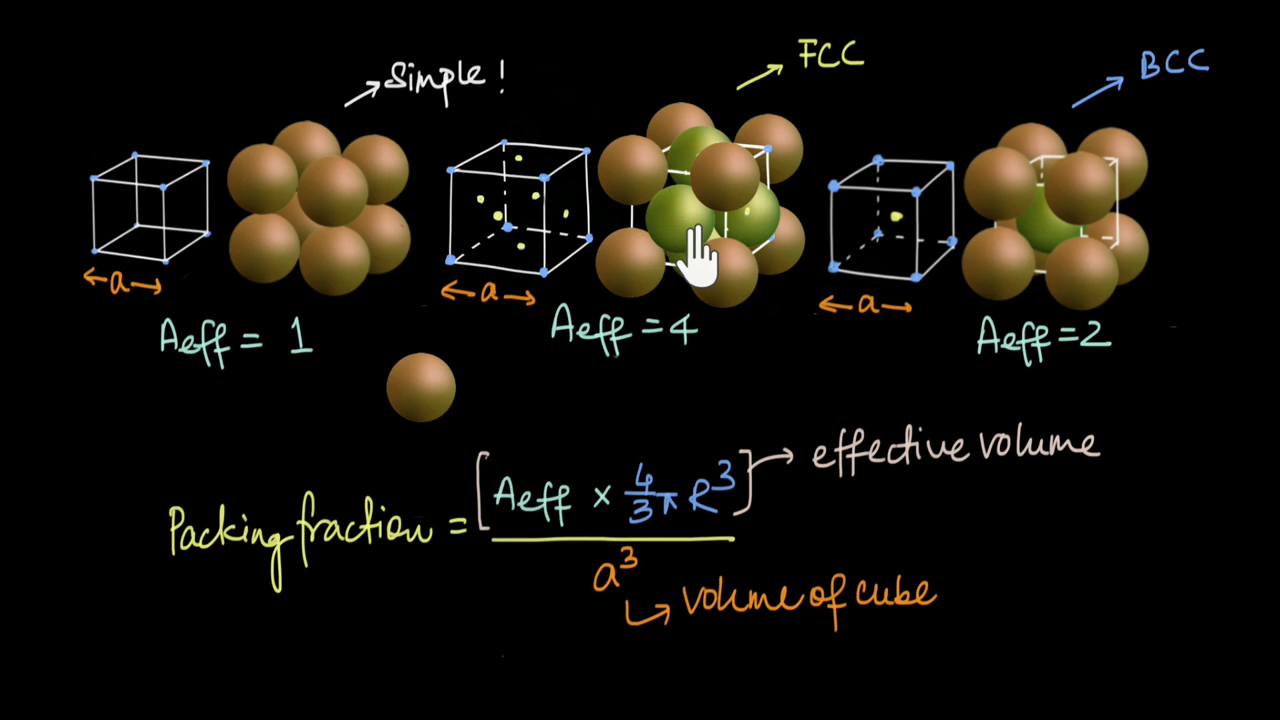 Simple!
FCC
BCC
a
a
a
Aeff = 1
Aeff = 4
Aeff = 2
Packing fraction = [Aeff × 4/3 π R³] / a³
effective volume
volume of cube